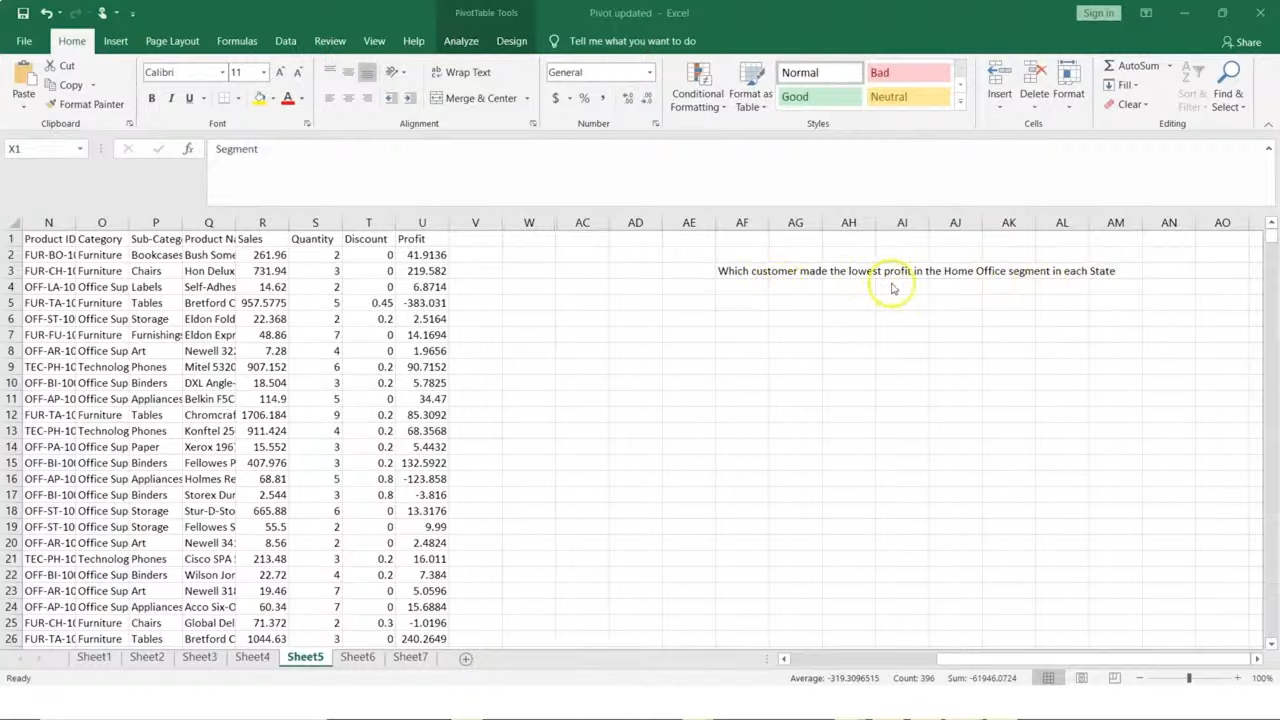 PivotTable Tools
Pivot updated – Excel
Sign in
File Home Insert Page Layout Formulas Data Review View Help Analyze Design Tell me what you want to do Share
Paste
Cut
Copy
Format Painter
Calibri 11
B I U
Wrap Text
Merge & Center
General
$ % ,
Conditional Formatting
Format as Table
Normal Bad
Good Neutral
Insert Delete Format
AutoSum
Fill
Clear
Sort & Filter
Find & Select
Clipboard Font Alignment Number Styles Cells Editing
X1 fx Segment
N O P Q R S T U V W AC AD AE AF AG AH AI AJ AK AL AM AN AO
1 Product ID Category Sub-Categ Product Na Sales Quantity Discount Profit
2 FUR-BO-1( Furniture Bookcases Bush Some 261.96 2 0 41.9136
3 FUR-CH-1( Furniture Chairs Hon Delux 731.94 3 0 219.582 Which customer made the lowest profit in the Home Office segment in each State
4 OFF-LA-10 Office Sup Labels Self-Adhes 14.62 2 0 6.8714
5 FUR-TA-1( Furniture Tables Bretford C 957.5775 5 0.45 -383.031
6 OFF-ST-10 Office Sup Storage Eldon Fold 22.368 2 0.2 2.5164
7 FUR-FU-1( Furniture Furnishing: Eldon Expr 48.86 7 0 14.1694
8 OFF-AR-10 Office Sup Art Newell 32: 7.28 4 0 1.9656
9 TEC-PH-1( Technolog Phones Mitel 5320 907.152 6 0.2 90.7152
10 OFF-BI-10( Office Sup Binders DXL Angle- 18.504 3 0.2 5.7825
11 OFF-AP-10 Office Sup Appliances Belkin F5C 114.9 5 0 34.47
12 FUR-TA-1( Furniture Tables Chromcraf 1706.184 9 0.2 85.3092
13 TEC-PH-1( Technolog Phones Konftel 25 911.424 4 0.2 68.3568
14 OFF-PA-10 Office Sup Paper Xerox 196 15.552 3 0.2 5.4432
15 OFF-BI-10( Office Sup Binders Fellowes P 407.976 3 0.2 132.5922
16 OFF-AP-10 Office Sup Appliances Holmes Re 68.81 5 0.8 -123.858
17 OFF-BI-10( Office Sup Binders Storex Dur 2.544 3 0.8 -3.816
18 OFF-ST-10 Office Sup Storage Stur-D-Sto 665.88 6 0 13.3176
19 OFF-ST-10 Office Sup Storage Fellowes S 55.5 2 0 9.99
20 OFF-AR-10 Office Sup Art Newell 34: 8.56 2 0 2.4824
21 TEC-PH-1( Technolog Phones Cisco SPA 213.48 3 0.2 16.011
22 OFF-BI-10( Office Sup Binders Wilson Jor 22.72 4 0.2 7.384
23 OFF-AR-10 Office Sup Art Newell 31 19.46 7 0 5.0596
24 OFF-AP-10 Office Sup Appliances Acco Six-O 60.34 7 0 15.6884
25 FUR-CH-1( Furniture Chairs Global Del 71.372 2 0.3 -1.0196
26 FUR-TA-1( Furniture Tables Bretford C 1044.63 3 0 240.2649
Sheet1 Sheet2 Sheet3 Sheet4 Sheet5 Sheet6 Sheet7
Ready Average: -319.3096515 Count: 396 Sum: -61946.0724 100%